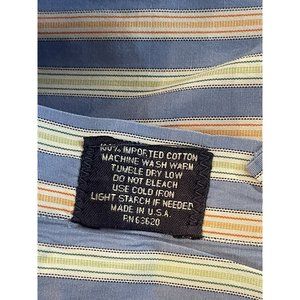 100% IMPORTED COTTON
MACHINE WASH WARM
TUMBLE DRY LOW
DO NOT BLEACH
USE COLD IRON
LIGHT STARCH IF NEEDED
MADE IN U.S.A.
RN 63620